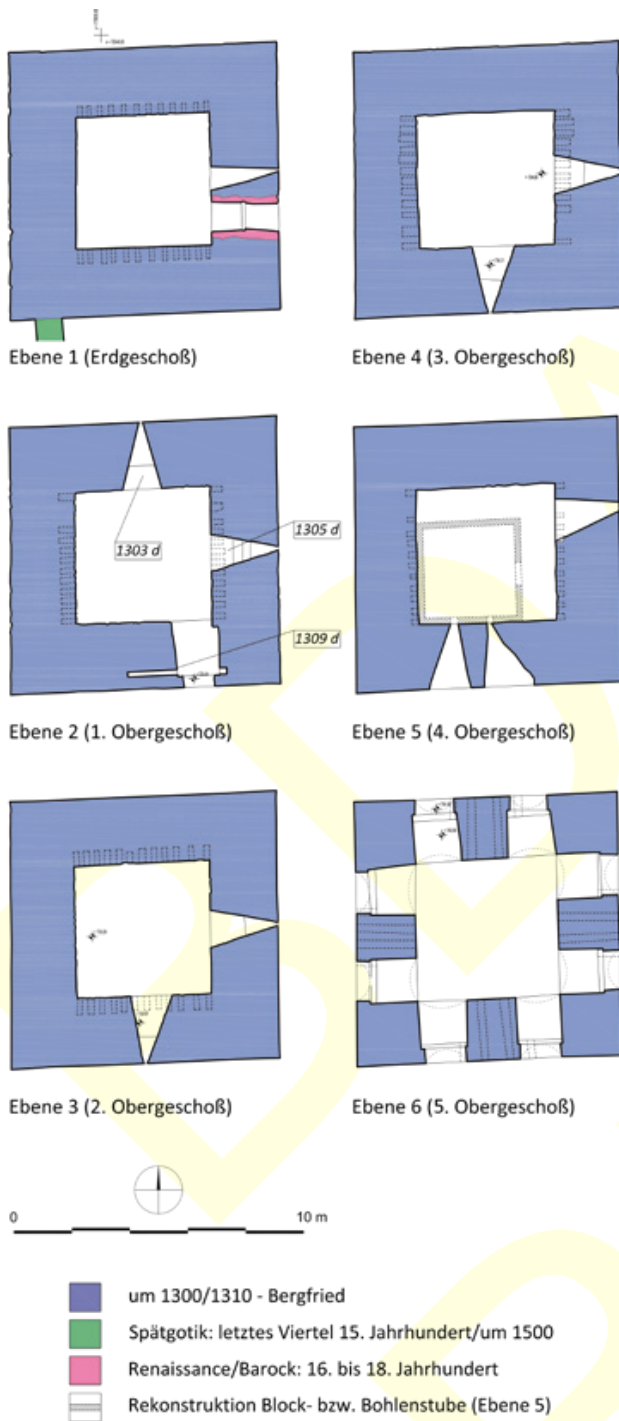 Ebene 1 (Erdgeschoß)
Ebene 4 (3. Obergeschoß)
1303 d
1305 d
1309 d
Ebene 2 (1. Obergeschoß)
Ebene 5 (4. Obergeschoß)
Ebene 3 (2. Obergeschoß)
Ebene 6 (5. Obergeschoß)
0
10 m
um 1300/1310 - Bergfried
Spätgotik: letztes Viertel 15. Jahrhundert/um 1500
Renaissance/Barock: 16. bis 18. Jahrhundert
Rekonstruktion Block- bzw. Bohlenstube (Ebene 5)